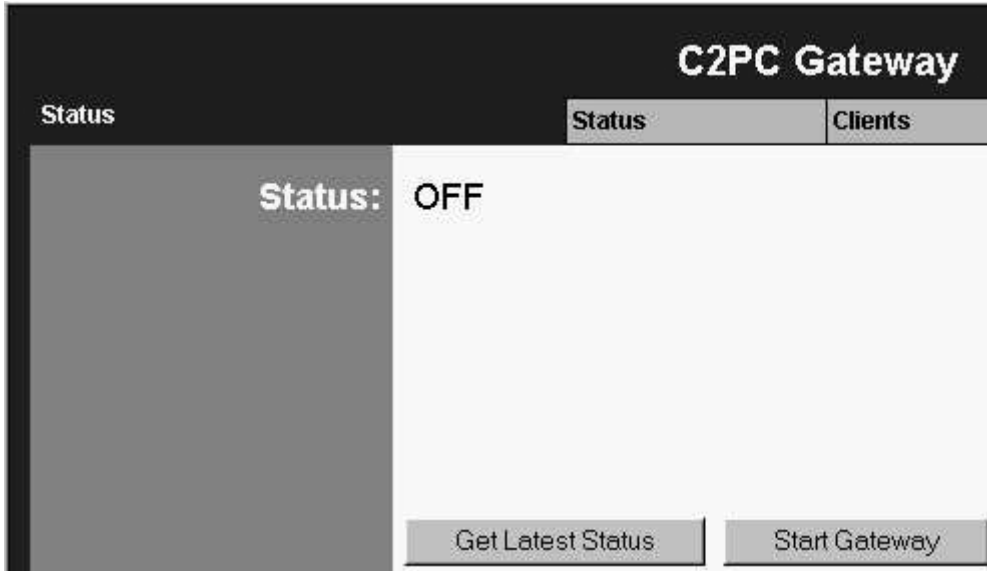 C2PC Gateway
Status Status Clients
Status: OFF
Get Latest Status Start Gateway